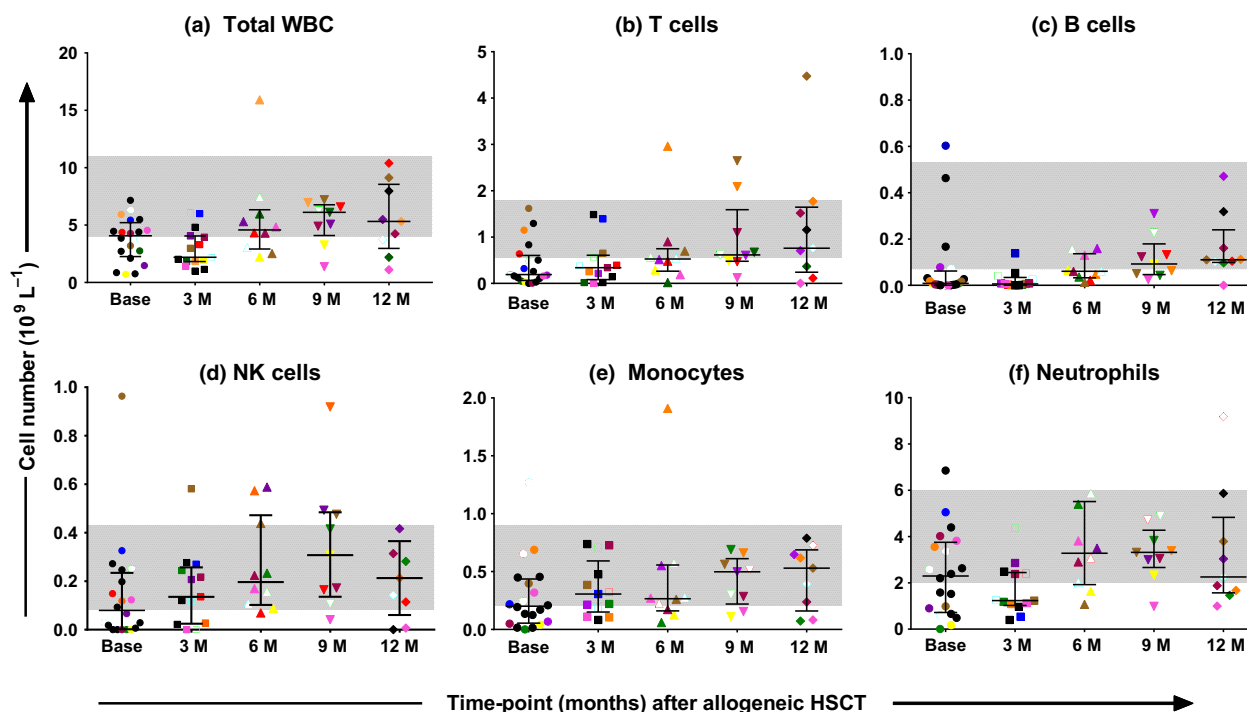 (a) Total WBC
20
15
10
5
0
Base 3 M 6 M 9 M 12 M
(b) T cells
5
4
3
2
1
0
Base 3 M 6 M 9 M 12 M
(c) B cells
1.0
0.8
0.6
0.4
0.2
0.0
Base 3 M 6 M 9 M 12 M
Cell number (10⁹ L⁻¹)
(d) NK cells
1.0
0.8
0.6
0.4
0.2
0.0
Base 3 M 6 M 9 M 12 M
(e) Monocytes
2.0
1.5
1.0
0.5
0.0
Base 3 M 6 M 9 M 12 M
(f) Neutrophils
10
8
6
4
2
0
Base 3 M 6 M 9 M 12 M
Time-point (months) after allogeneic HSCT